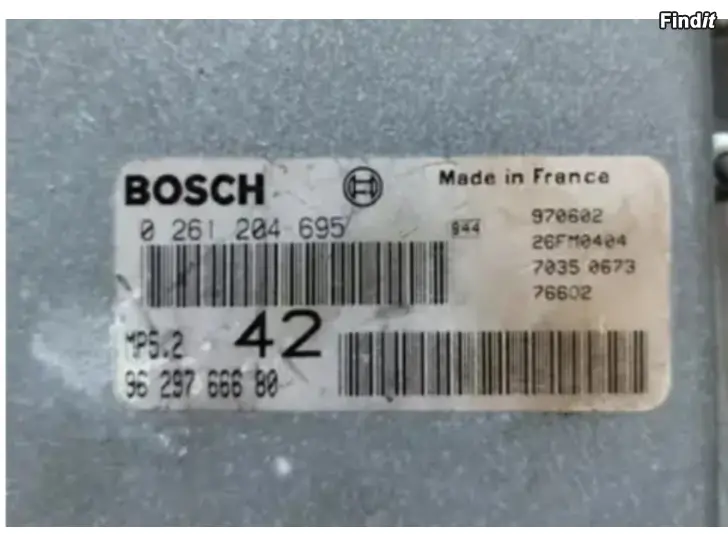 Findit
BOSCH
Made in France
0 261 204 695
944
970602
26FM0404
7035 0673
76602
MP5.2
42
96 297 666 80